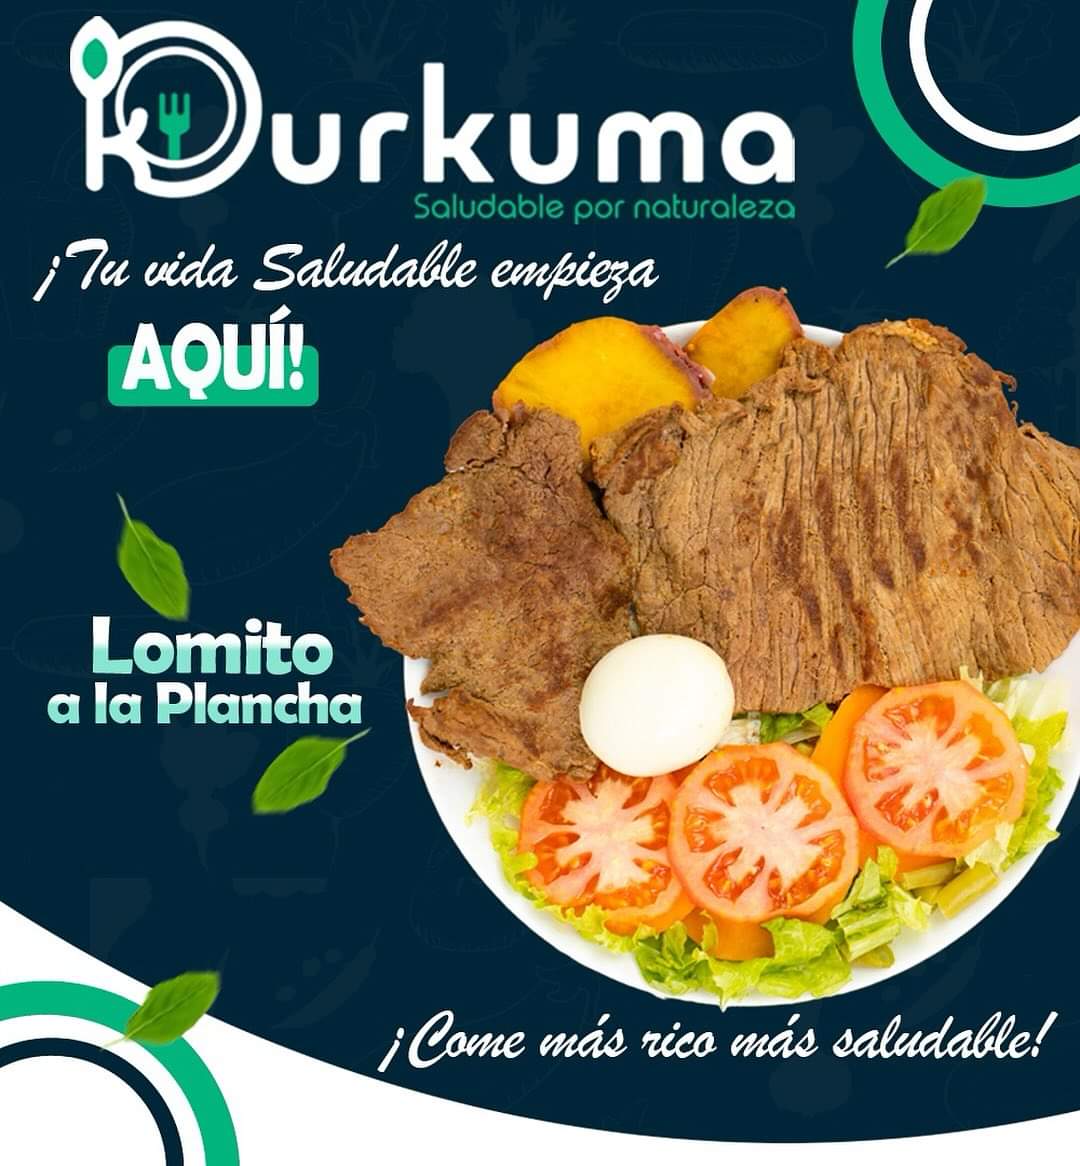 Kurkuma
Saludable por naturaleza
¡Tu vida Saludable empieza
AQUÍ!
Lomito
a la Plancha
¡Come más rico más saludable!